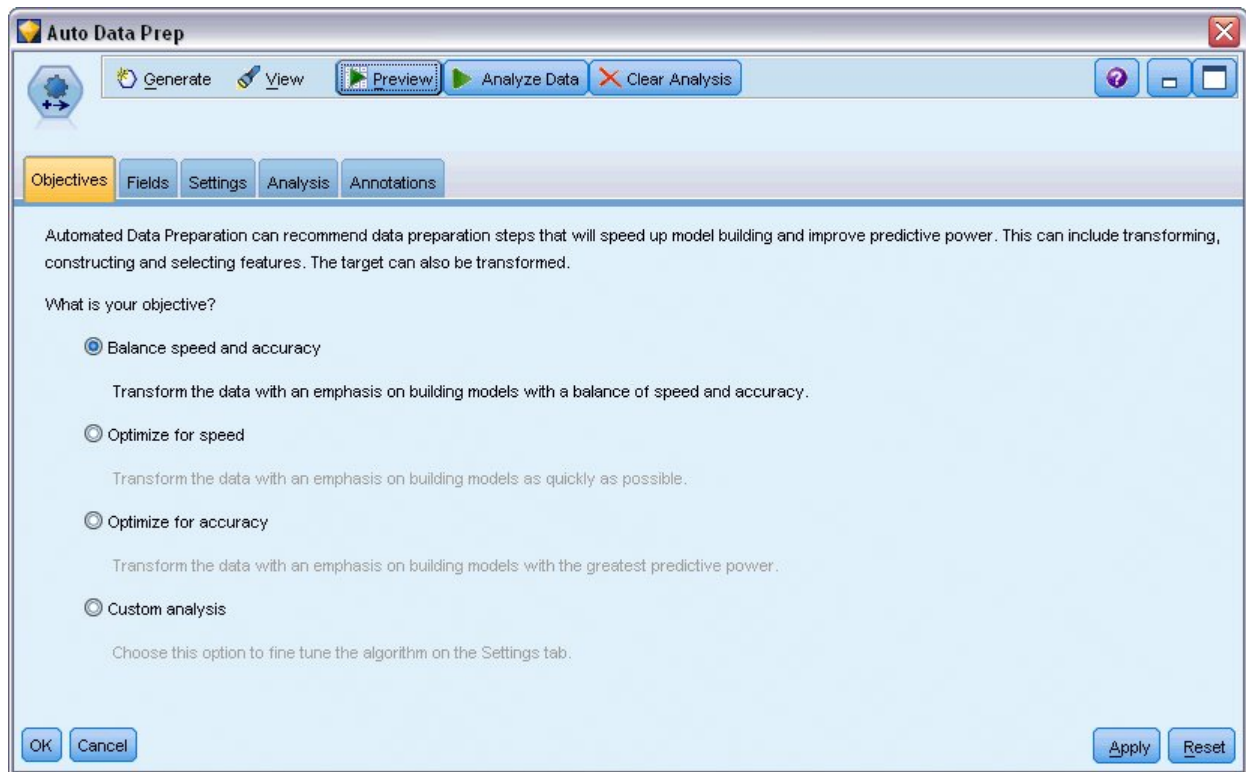 Auto Data Prep
Generate View Preview Analyze Data Clear Analysis
Objectives Fields Settings Analysis Annotations
Automated Data Preparation can recommend data preparation steps that will speed up model building and improve predictive power. This can include transforming,
constructing and selecting features. The target can also be transformed.
What is your objective?
Balance speed and accuracy
Transform the data with an emphasis on building models with a balance of speed and accuracy.
Optimize for speed
Transform the data with an emphasis on building models as quickly as possible.
Optimize for accuracy
Transform the data with an emphasis on building models with the greatest predictive power.
Custom analysis
Choose this option to fine tune the algorithm on the Settings tab.
OK Cancel Apply Reset